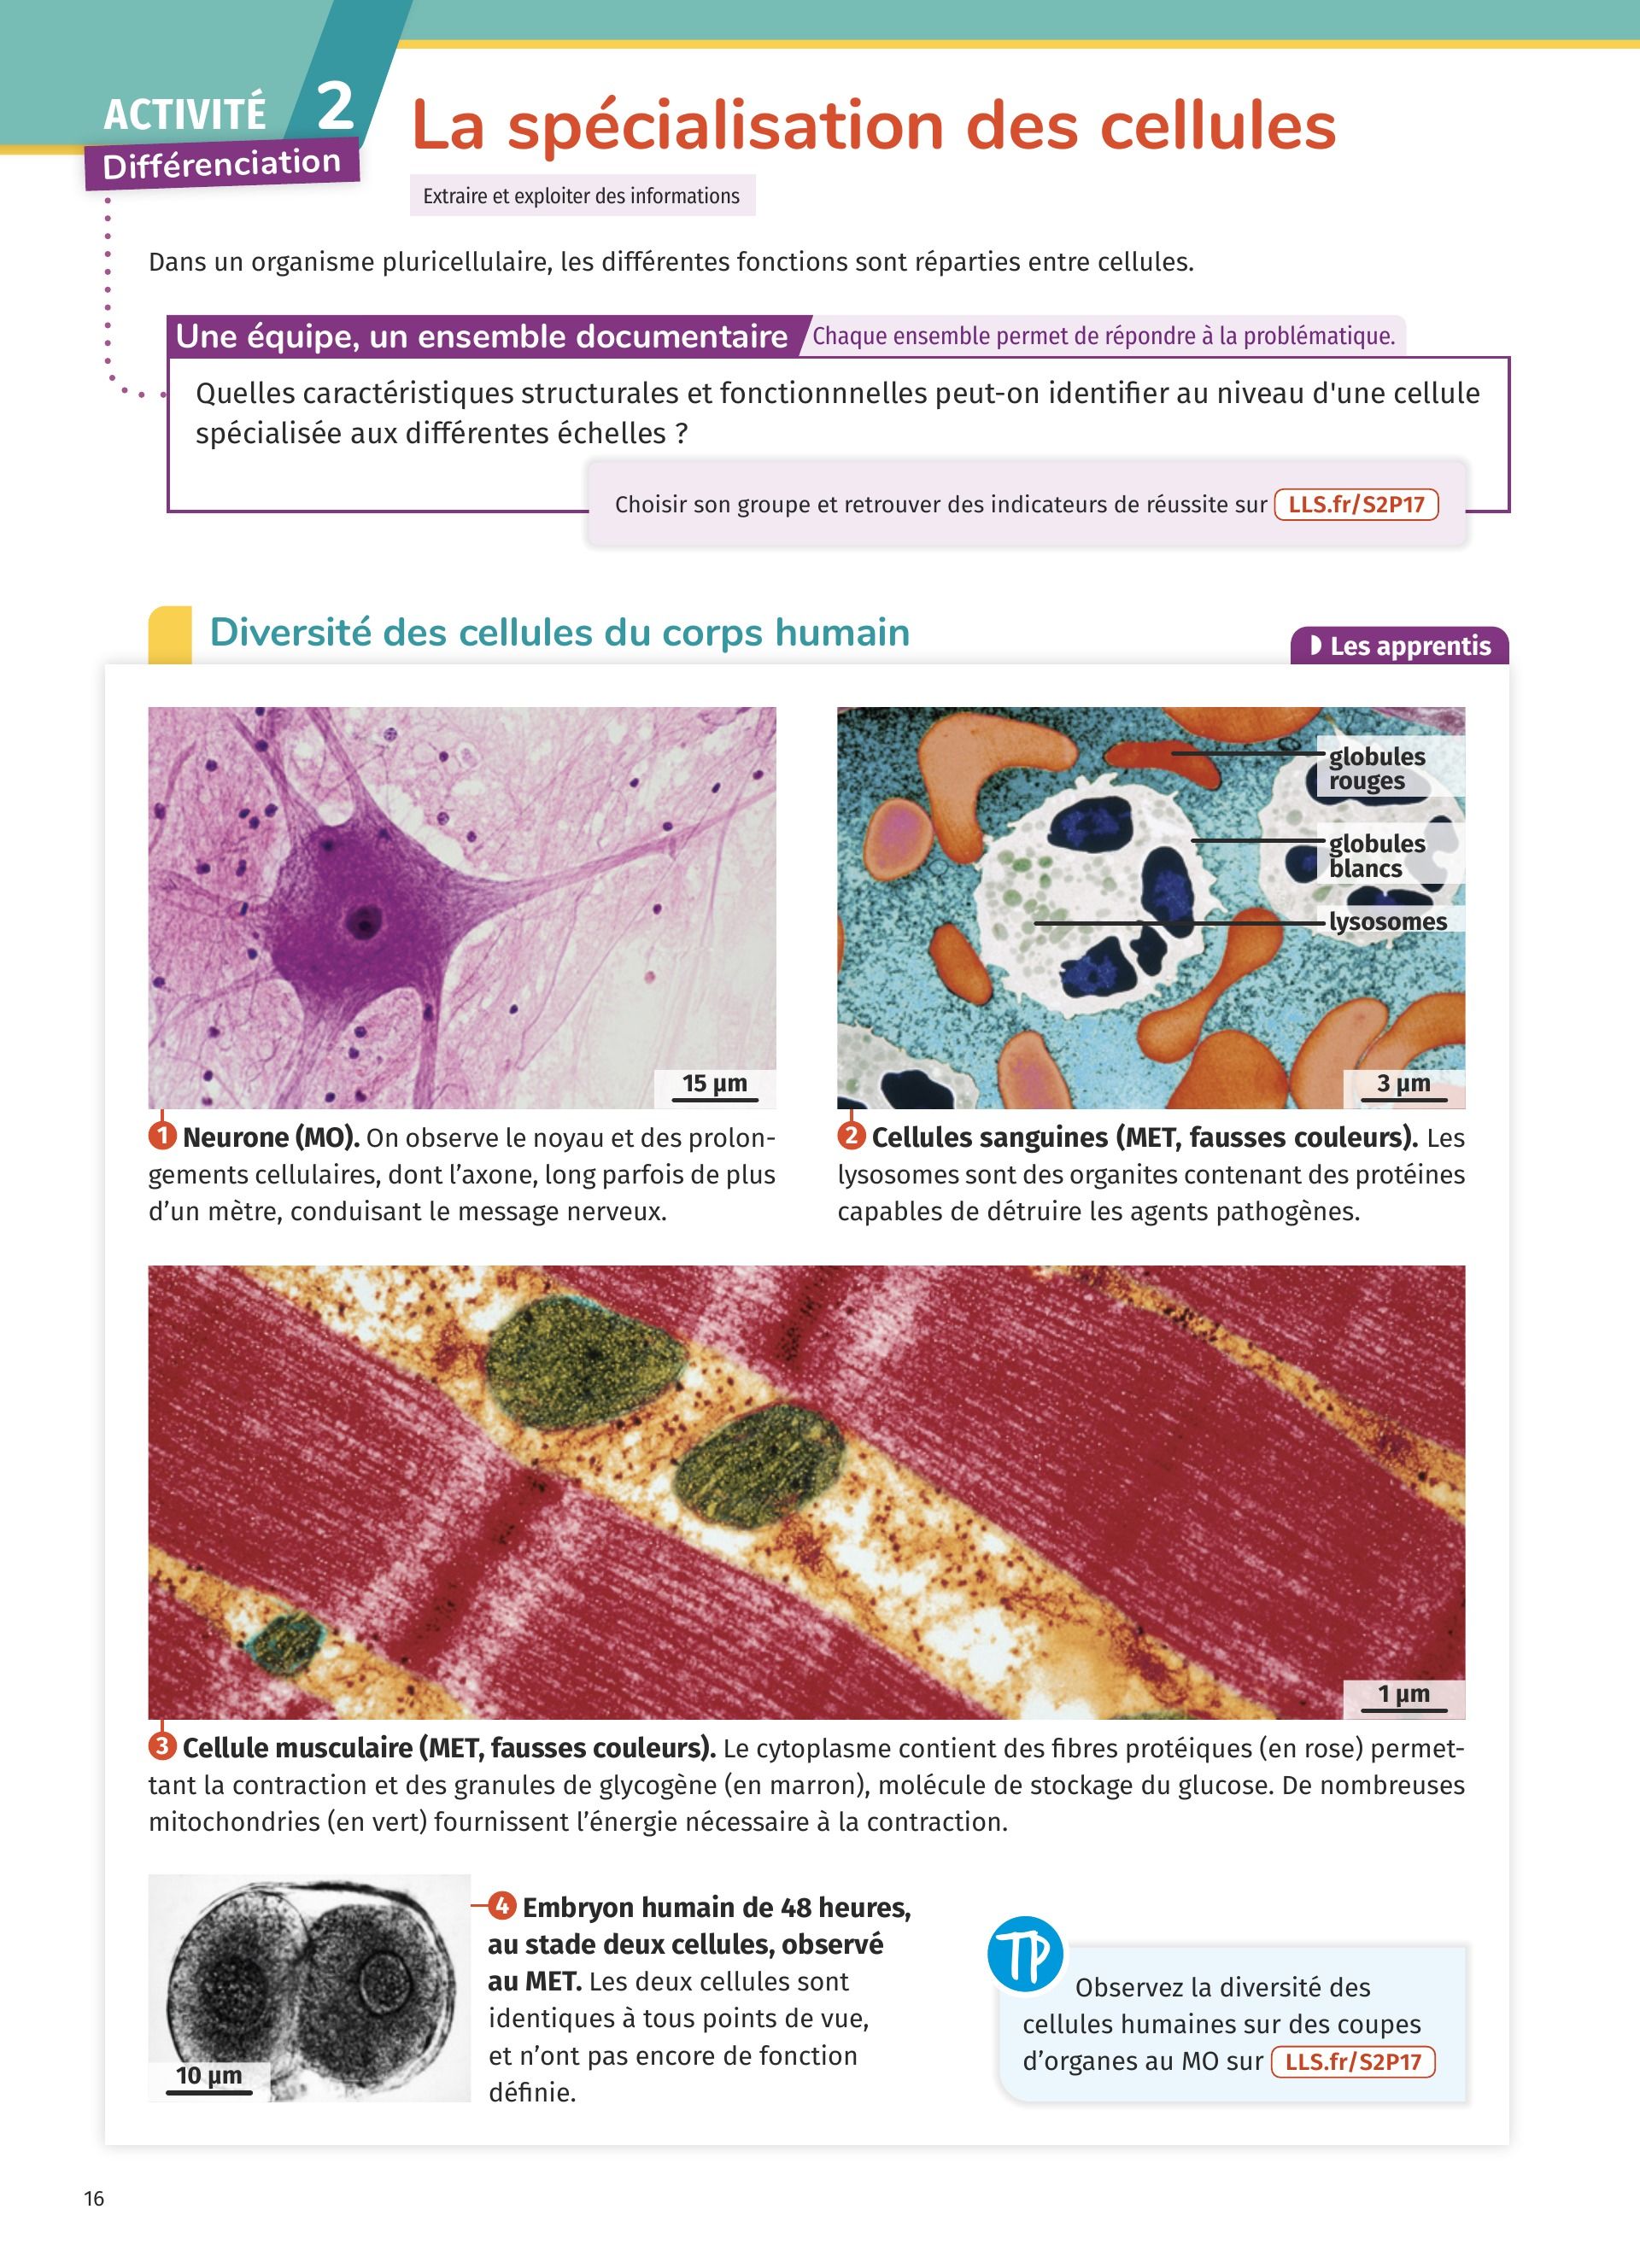 ACTIVITÉ 2
Différenciation
La spécialisation des cellules
Extraire et exploiter des informations
Dans un organisme pluricellulaire, les différentes fonctions sont réparties entre cellules.
Une équipe, un ensemble documentaire
Chaque ensemble permet de répondre à la problématique.
Quelles caractéristiques structurales et fonctionnnelles peut-on identifier au niveau d'une cellule
spécialisée aux différentes échelles ?
Choisir son groupe et retrouver des indicateurs de réussite sur LLS.fr/S2P17
Diversité des cellules du corps humain
Les apprentis
15 µm
1 Neurone (MO). On observe le noyau et des prolon-
gements cellulaires, dont l’axone, long parfois de plus
d’un mètre, conduisant le message nerveux.
globules
rouges
globules
blancs
lysosomes
3 µm
2 Cellules sanguines (MET, fausses couleurs). Les
lysosomes sont des organites contenant des protéines
capables de détruire les agents pathogènes.
1 µm
3 Cellule musculaire (MET, fausses couleurs). Le cytoplasme contient des fibres protéiques (en rose) permet-
tant la contraction et des granules de glycogène (en marron), molécule de stockage du glucose. De nombreuses
mitochondries (en vert) fournissent l’énergie nécessaire à la contraction.
10 µm
4 Embryon humain de 48 heures,
au stade deux cellules, observé
au MET. Les deux cellules sont
identiques à tous points de vue,
et n’ont pas encore de fonction
définie.
TP
Observez la diversité des
cellules humaines sur des coupes
d’organes au MO sur LLS.fr/S2P17
16